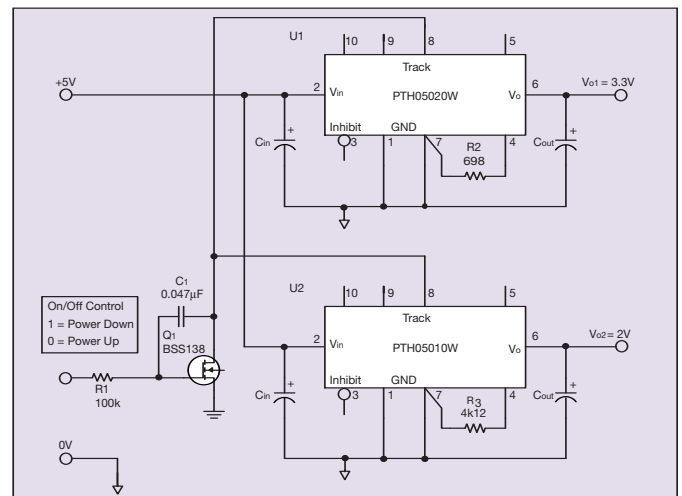 U1
10 9 8 5
+5V
2 Vin
Track
PTH05020W
Vo 6
Vo1 = 3.3V
Inhibit
GND
3 1 7 4
R2
698
Cin +
Cout +
C1
0.047µF
U2
10 9 8 5
On/Off Control
1 = Power Down
0 = Power Up
Q1
BSS138
2 Vin
Track
PTH05010W
Vo 6
Vo2= 2V
Inhibit
GND
3 1 7 4
R1
100k
R3
4k12
Cin +
Cout +
0V